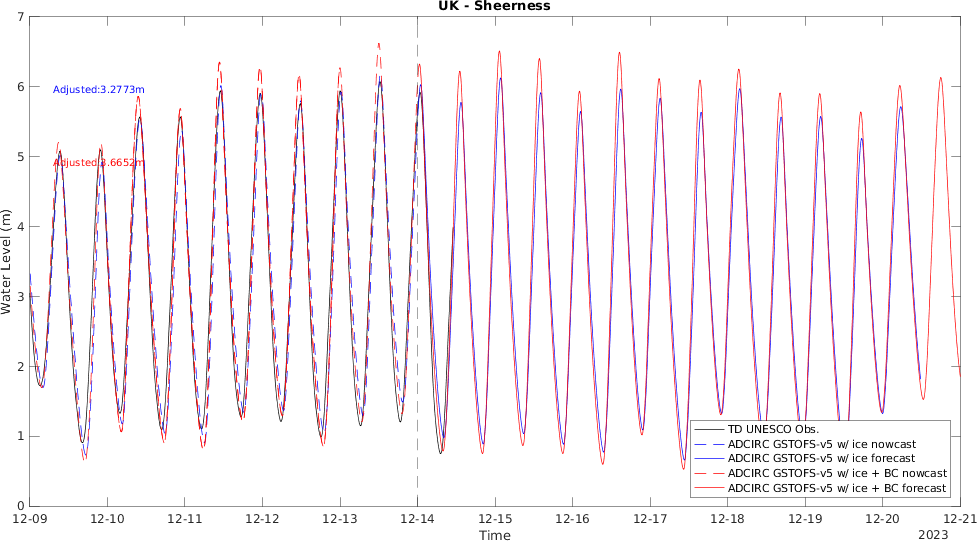 UK - Sheerness
7
6
5
4
3
2
1
0
Water Level (m)
Adjusted:3.2773m
Adjusted:3.6652m
TD UNESCO Obs.
ADCIRC GSTOFS-v5 w/ ice nowcast
ADCIRC GSTOFS-v5 w/ ice forecast
ADCIRC GSTOFS-v5 w/ ice + BC nowcast
ADCIRC GSTOFS-v5 w/ ice + BC forecast
12-09 12-10 12-11 12-12 12-13 12-14 12-15 12-16 12-17 12-18 12-19 12-20 12-21
Time
2023